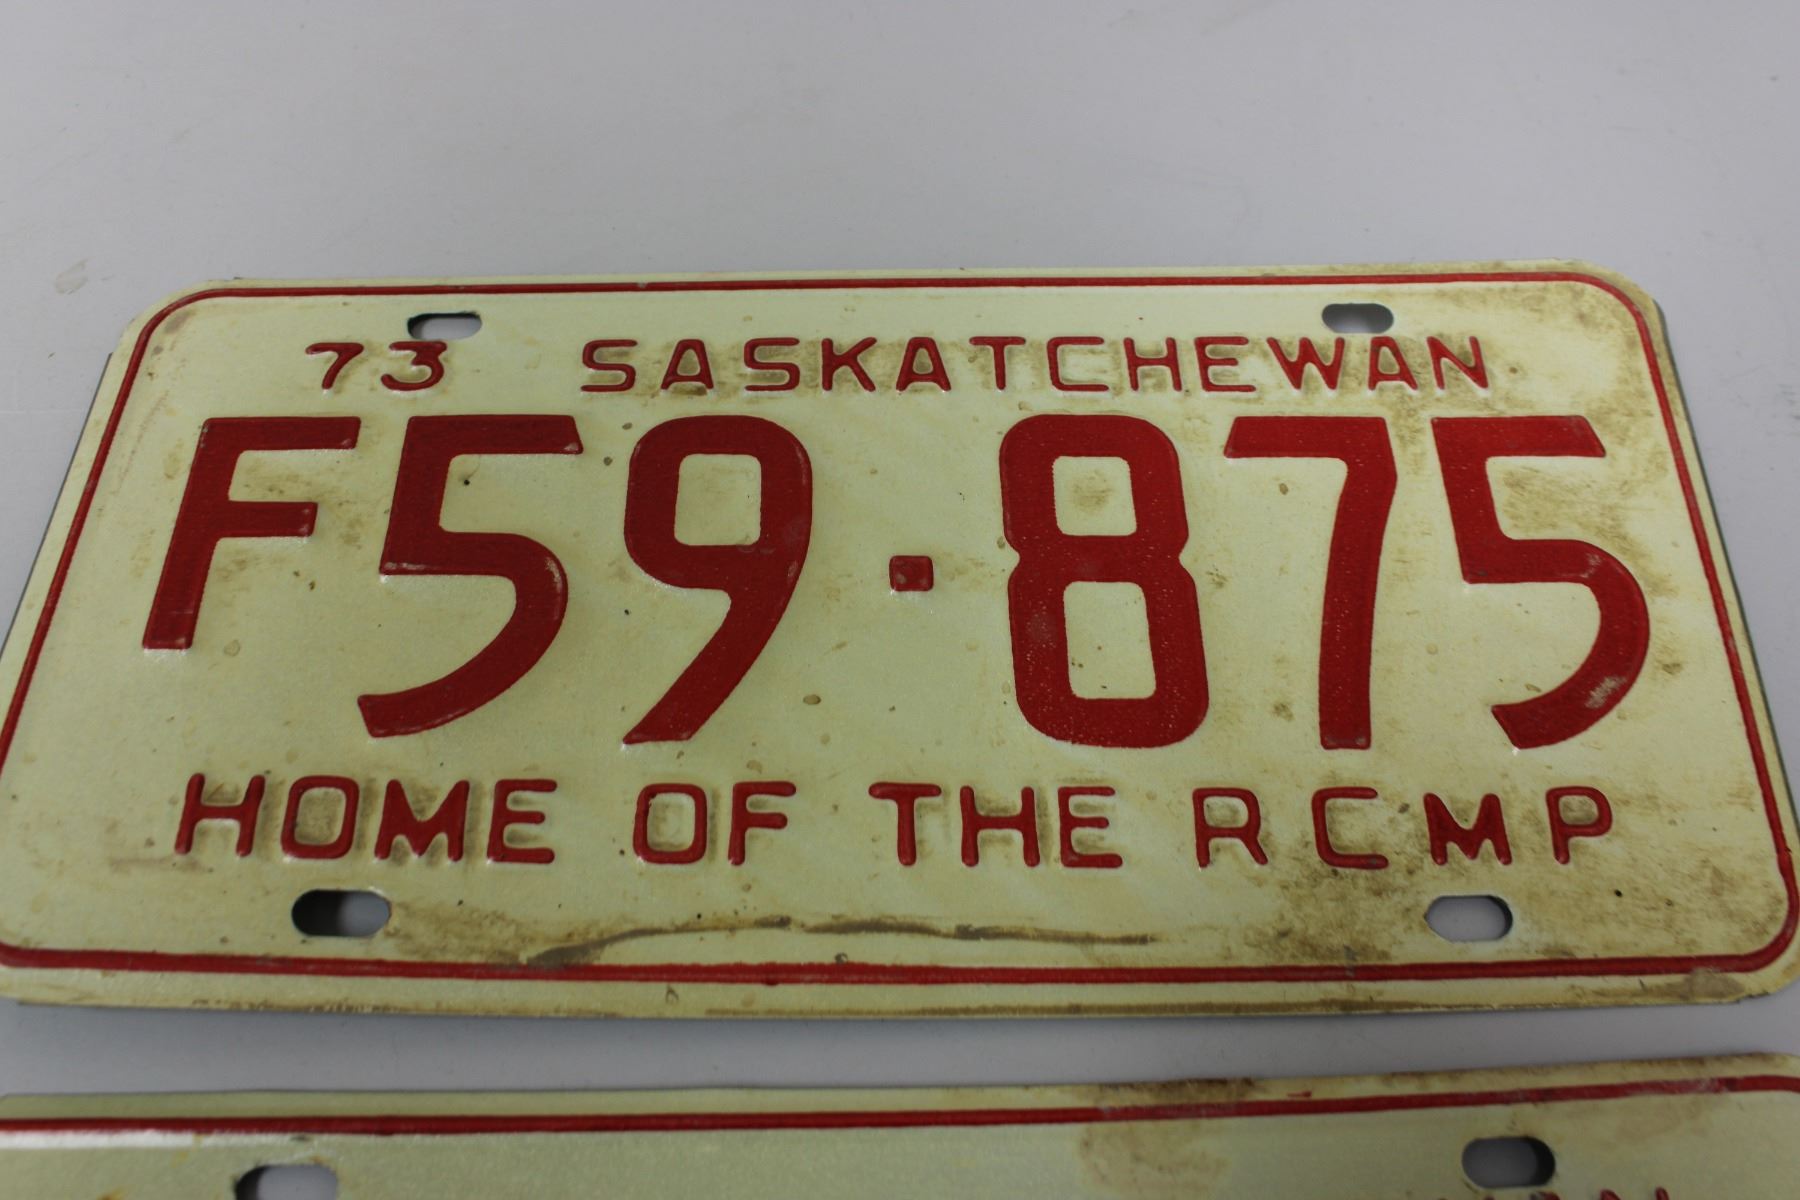 73 SASKATCHEWAN
F59·875
HOME OF THE RCMP